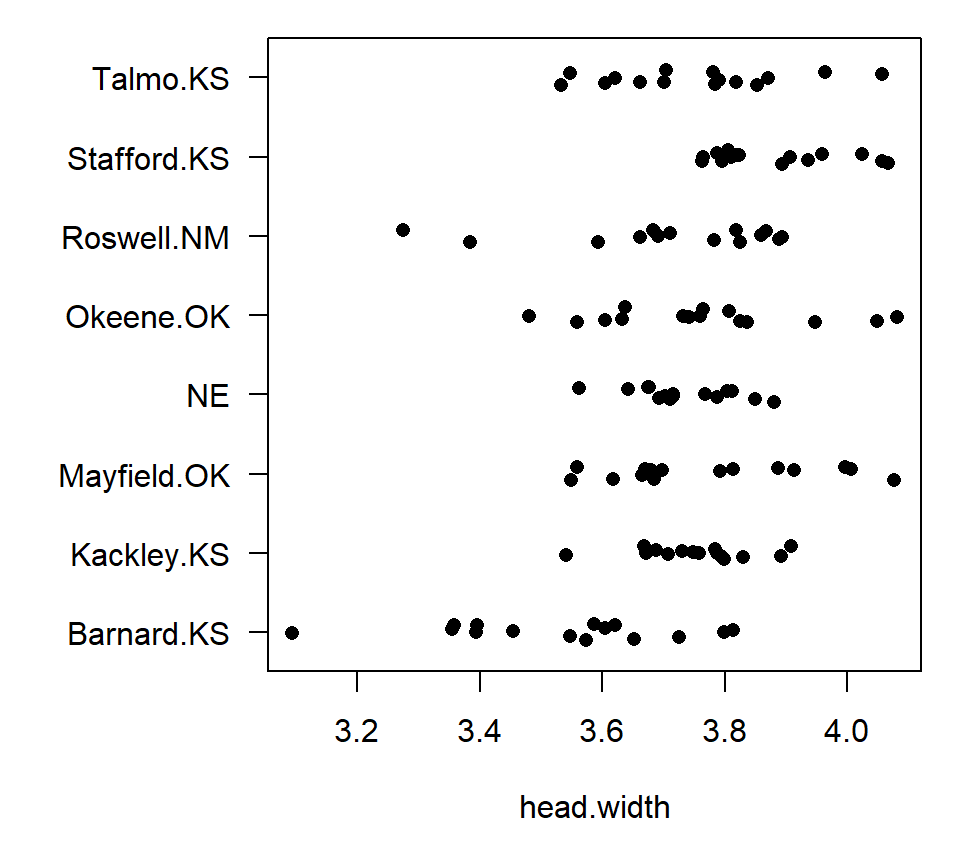 Talmo.KS
Stafford.KS
Roswell.NM
Okeene.OK
NE
Mayfield.OK
Kackley.KS
Barnard.KS
3.2 3.4 3.6 3.8 4.0
head.width